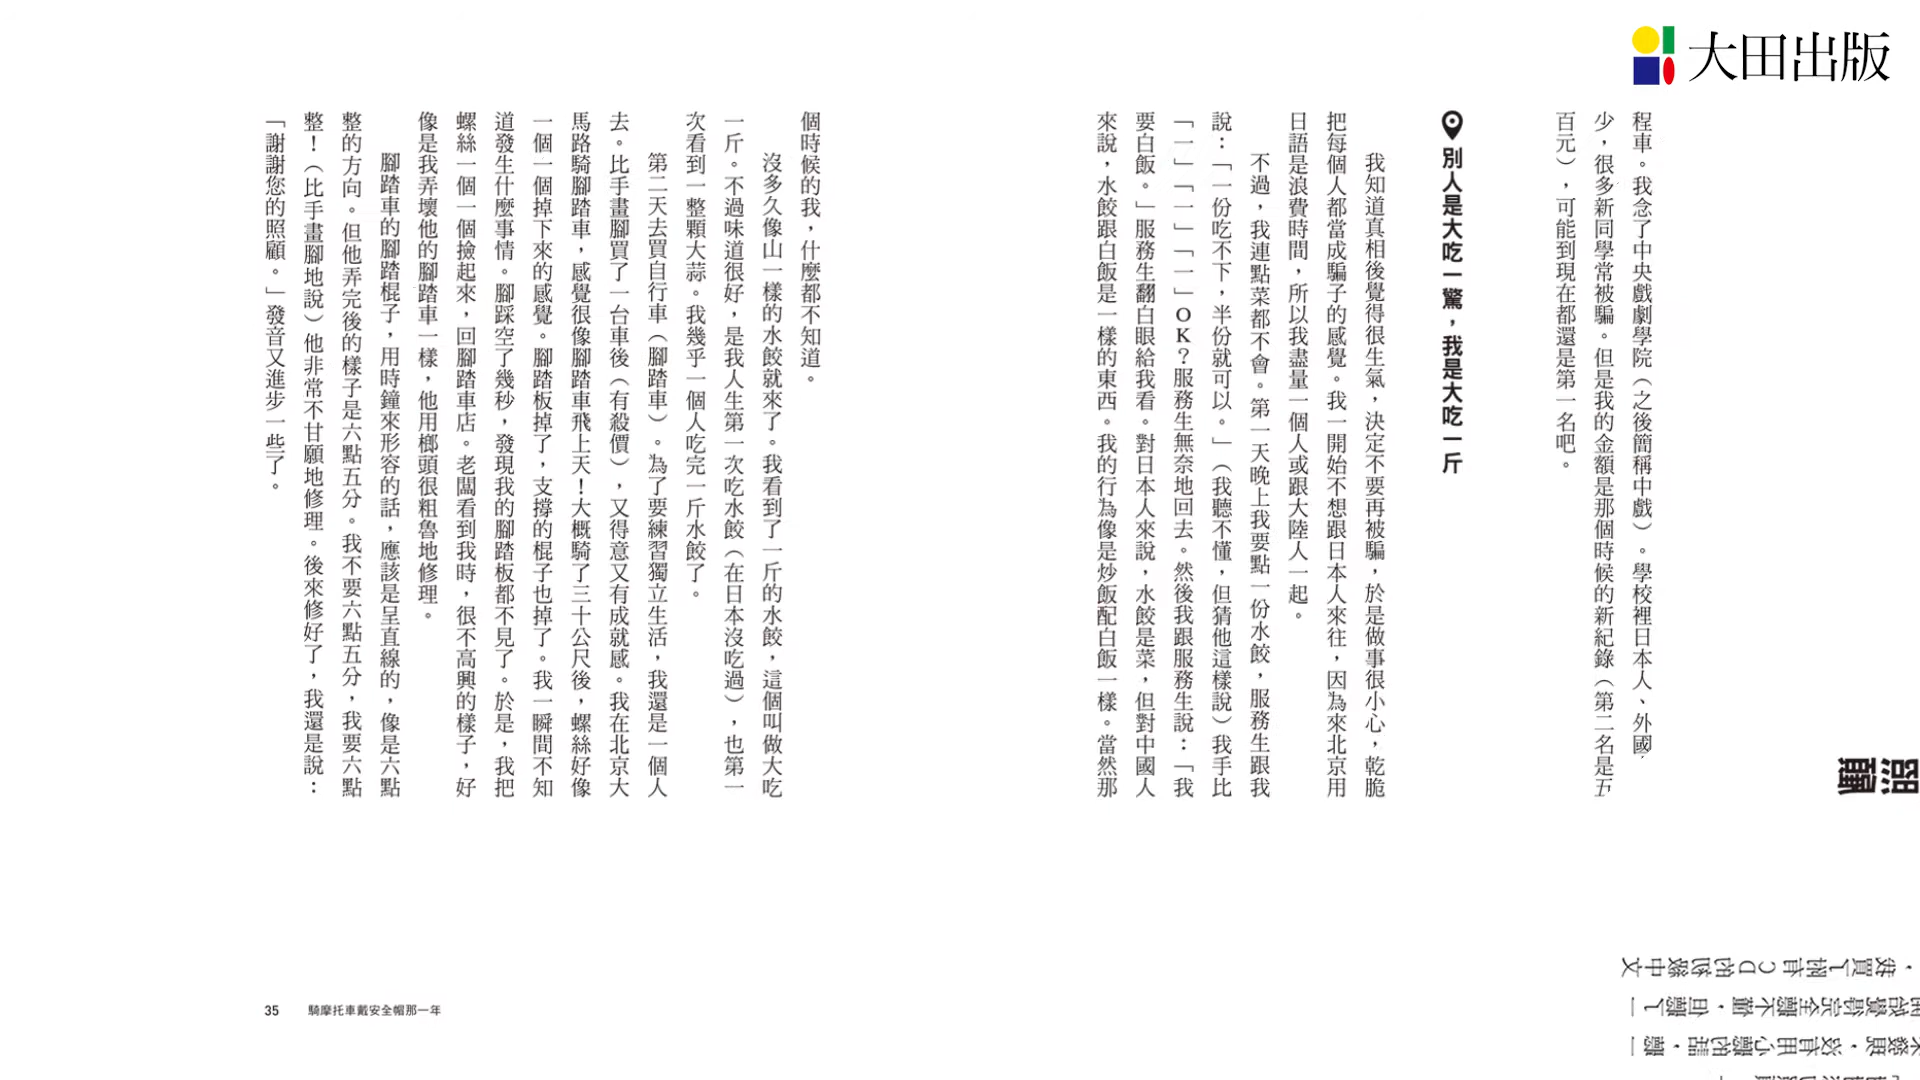 大田出版
程車。我念了中央戲劇學院（之後簡稱中戲）。學校裡日本人、外國
少，很多新同學常被騙。但是我的金額是那個時候的新紀錄（第二名是五
百元），可能到現在都還是第一名吧。
別人是大吃一驚，我是大吃一斤
我知道真相後覺得很生氣，決定不要再被騙，於是做事很小心，乾脆
把每個人都當成騙子的感覺。我一開始不想跟日本人來往，因為來北京用
日語是浪費時間，所以我盡量一個人或跟大陸人一起。
不過，我連點菜都不會。第一天晚上我要點一份水餃，服務生跟我
說：「一份吃不下，半份就可以。」（我聽不懂，但猜他這樣說）我手比
「一」「一」「一」OK？服務生無奈地回去。然後我跟服務生說：「我
要白飯。」服務生翻白眼給我看。對日本人來說，水餃是菜，但對中國人
來說，水餃跟白飯是一樣的東西。我的行為像是炒飯配白飯一樣。當然那
個時候的我，什麼都不知道。
沒多久像山一樣的水餃就來了。我看到了一斤的水餃，這個叫做大吃
一斤。不過味道很好，是我人生第一次吃水餃（在日本沒吃過），也第一
次看到一整顆大蒜。我幾乎一個人吃完一斤水餃了。
第二天去買自行車（腳踏車）。為了要練習獨立生活，我還是一個人
去。比手畫腳買了一台車後（有殺價），又得意又有成就感。我在北京大
馬路騎腳踏車，感覺很像腳踏車飛上天！大概騎了三十公尺後，螺絲好像
一個一個掉下來的感覺。腳踏板掉了，支撐的棍子也掉了。我一瞬間不知
道發生什麼事情。腳踩空了幾秒，發現我的腳踏板都不見了。於是，我把
螺絲一個一個撿起來，回腳踏車店。老闆看到我時，很不高興的樣子，好
像是我弄壞他的腳踏車一樣，他用榔頭很粗魯地修理。
腳踏車的腳踏棍子，用時鐘來形容的話，應該是呈直線的，像是六點
整的方向。但他弄完後的樣子是六點五分。我不要六點五分，我要六點
整！（比手畫腳地說）他非常不甘願地修理。後來修好了，我還是說：
「謝謝您的照顧。」發音又進步一些了。
35 騎摩托車戴安全帽那一年